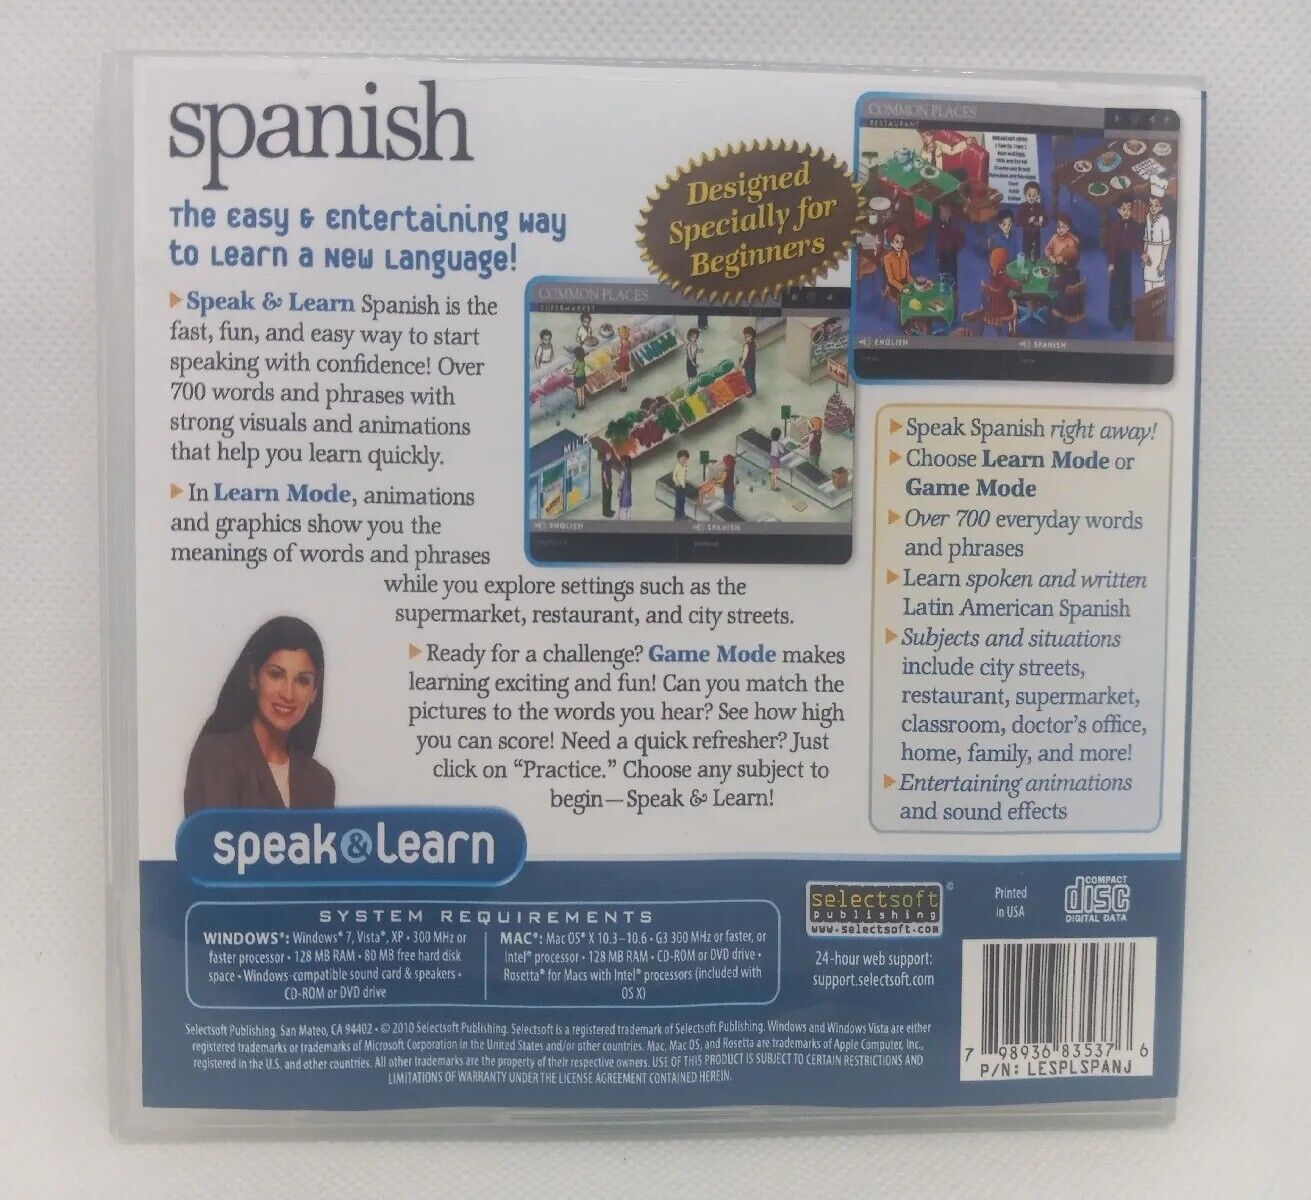 spanish
The Easy & Entertaining Way
to Learn a New Language!
Speak & Learn Spanish is the
fast, fun, and easy way to start
speaking with confidence! Over
700 words and phrases with
strong visuals and animations
that help you learn quickly.
In Learn Mode, animations
and graphics show you the
meanings of words and phrases
while you explore settings such as the
supermarket, restaurant, and city streets.
Ready for a challenge? Game Mode makes
learning exciting and fun! Can you match the
pictures to the words you hear? See how high
you can score! Need a quick refresher? Just
click on “Practice.” Choose any subject to
begin—Speak & Learn!
Designed
Specially for
Beginners
COMMON PLACES
SUPERMARKET
MILK
ENGLISH
SPANISH
COMMON PLACES
RESTAURANT
BREAKFAST MENU
ENGLISH
SPANISH
Speak Spanish right away!
Choose Learn Mode or
Game Mode
Over 700 everyday words
and phrases
Learn spoken and written
Latin American Spanish
Subjects and situations
include city streets,
restaurant, supermarket,
classroom, doctor's office,
home, family, and more!
Entertaining animations
and sound effects
speak & Learn
SYSTEM REQUIREMENTS
WINDOWS®: Windows® 7, Vista®, XP • 300 MHz or
faster processor • 128 MB RAM • 80 MB free hard disk
space • Windows-compatible sound card & speakers •
CD-ROM or DVD drive
MAC®: Mac OS® X 10.3–10.6 • G3 300 MHz or faster, or
Intel® processor • 128 MB RAM • CD-ROM or DVD drive •
Rosetta® for Macs with Intel® processors (included with
OS X)
selectsoft®
publishing
www.selectsoft.com
24-hour web support:
support.selectsoft.com
Printed
in USA
COMPACT
disc
DIGITAL DATA
Selectsoft Publishing, San Mateo, CA 94402 • © 2010 Selectsoft Publishing. Selectsoft is a registered trademark of Selectsoft Publishing. Windows and Windows Vista are either
registered trademarks or trademarks of Microsoft Corporation in the United States and/or other countries. Mac, Mac OS, and Rosetta are trademarks of Apple Computer, Inc.,
registered in the U.S. and other countries. All other trademarks are the property of their respective owners. USE OF THIS PRODUCT IS SUBJECT TO CERTAIN RESTRICTIONS AND
LIMITATIONS OF WARRANTY UNDER THE LICENSE AGREEMENT CONTAINED HEREIN.
7 98936 83537 6
P/N: LESPLSPANJ